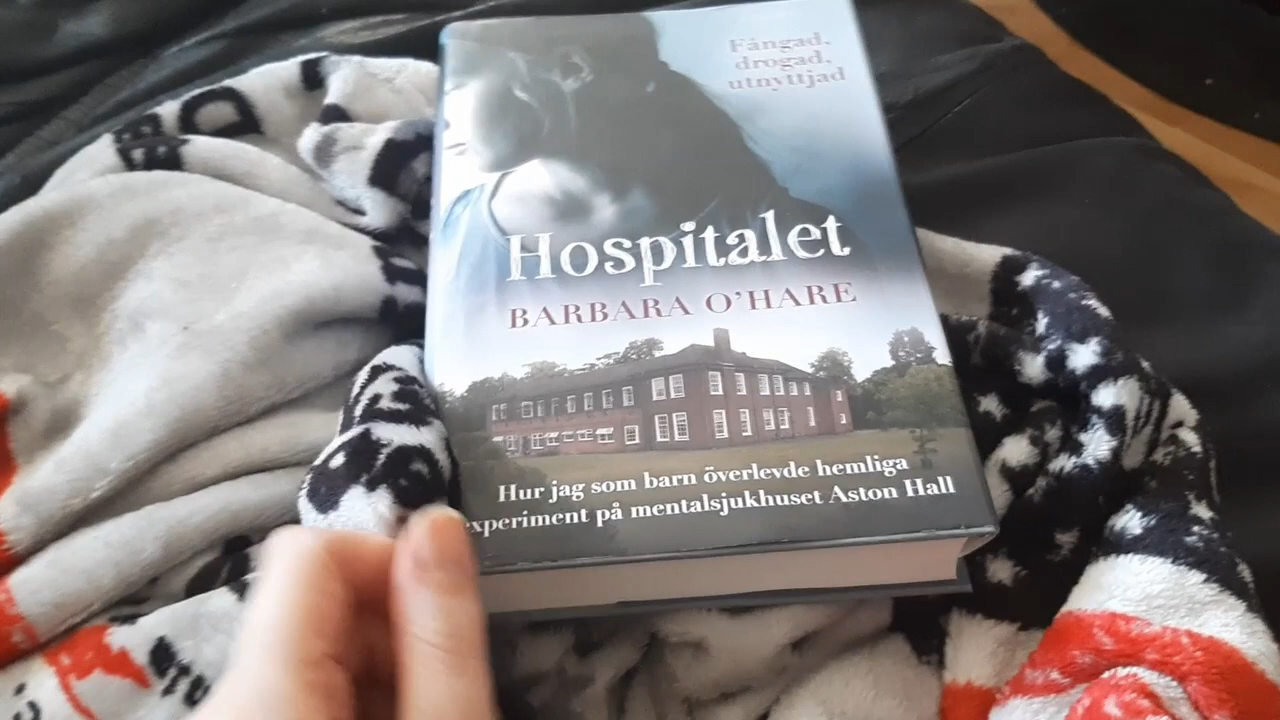 Fångad,
drogad,
utnyttjad
Hospitalet
BARBARA O'HARE
Hur jag som barn överlevde hemliga
experiment på mentalsjukhuset Aston Hall